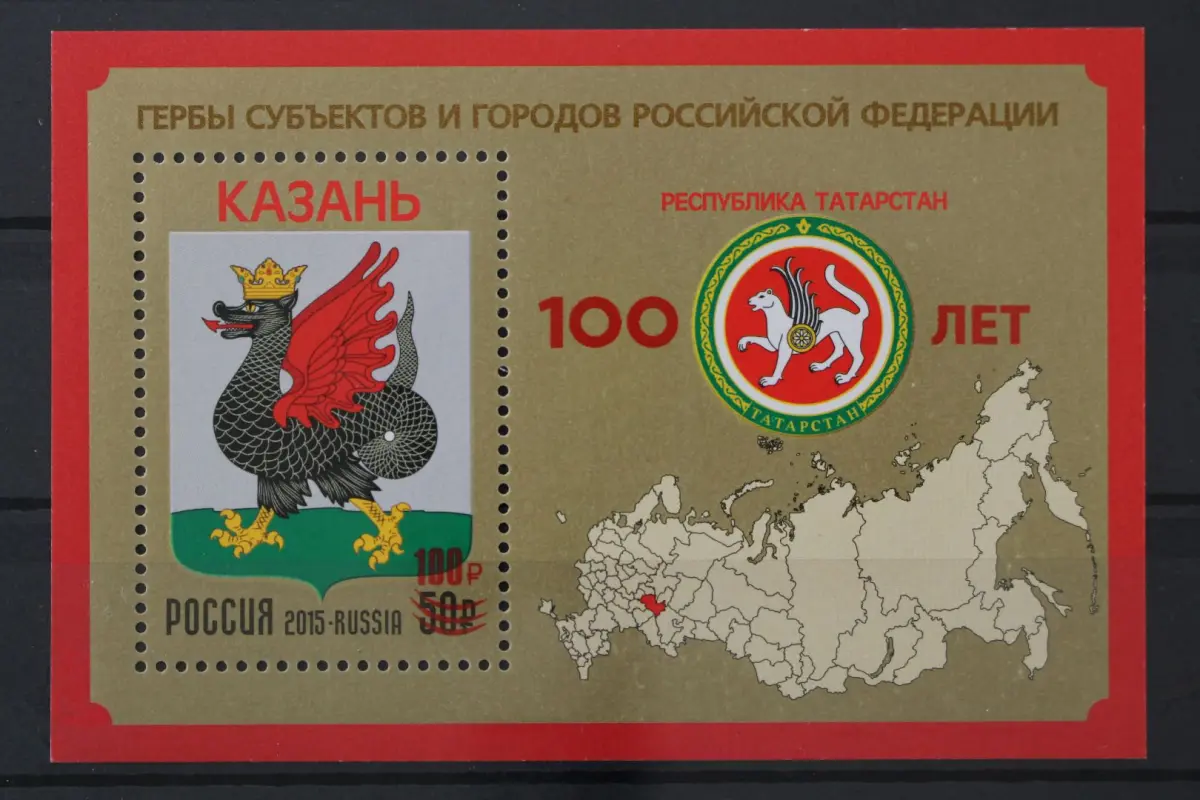 ГЕРБЫ СУБЪЕКТОВ И ГОРОДОВ РОССИЙСКОЙ ФЕДЕРАЦИИ
КАЗАНЬ
100₽
РОССИЯ 2015-RUSSIA 50₽
РЕСПУБЛИКА ТАТАРСТАН
100 ЛЕТ
ТАТАРСТАН